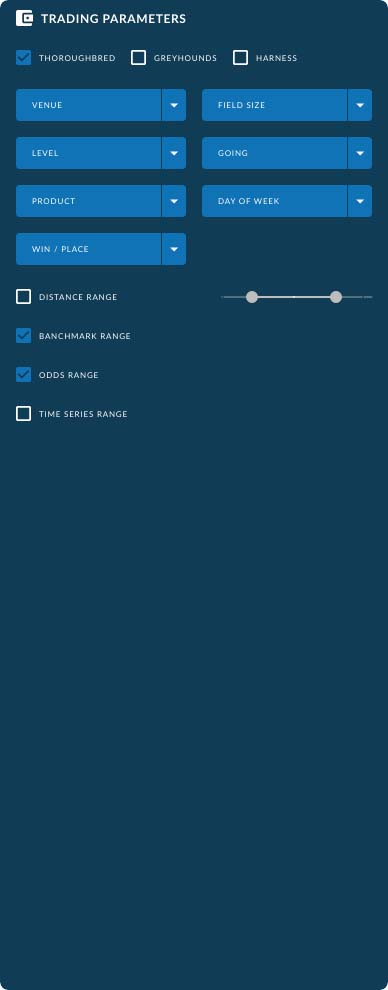 TRADING PARAMETERS
THOROUGHBRED GREYHOUNDS HARNESS
VENUE FIELD SIZE
LEVEL GOING
PRODUCT DAY OF WEEK
WIN / PLACE
DISTANCE RANGE
BANCHMARK RANGE
ODDS RANGE
TIME SERIES RANGE